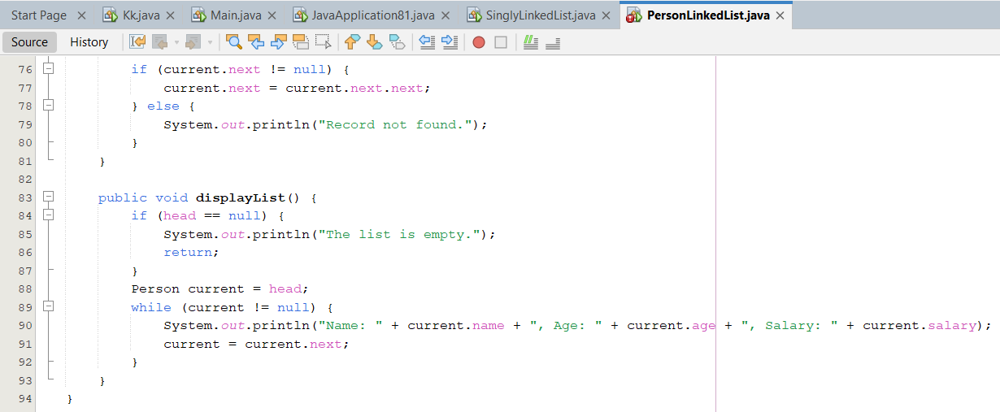 Start Page Kk.java Main.java JavaApplication81.java SinglyLinkedList.java PersonLinkedList.java
Source History
76 if (current.next != null) {
77 current.next = current.next.next;
78 } else {
79 System.out.println("Record not found.");
80 }
81 }
82
83 public void displayList() {
84 if (head == null) {
85 System.out.println("The list is empty.");
86 return;
87 }
88 Person current = head;
89 while (current != null) {
90 System.out.println("Name: " + current.name + ", Age: " + current.age + ", Salary: " + current.salary);
91 current = current.next;
92 }
93 }
94 }